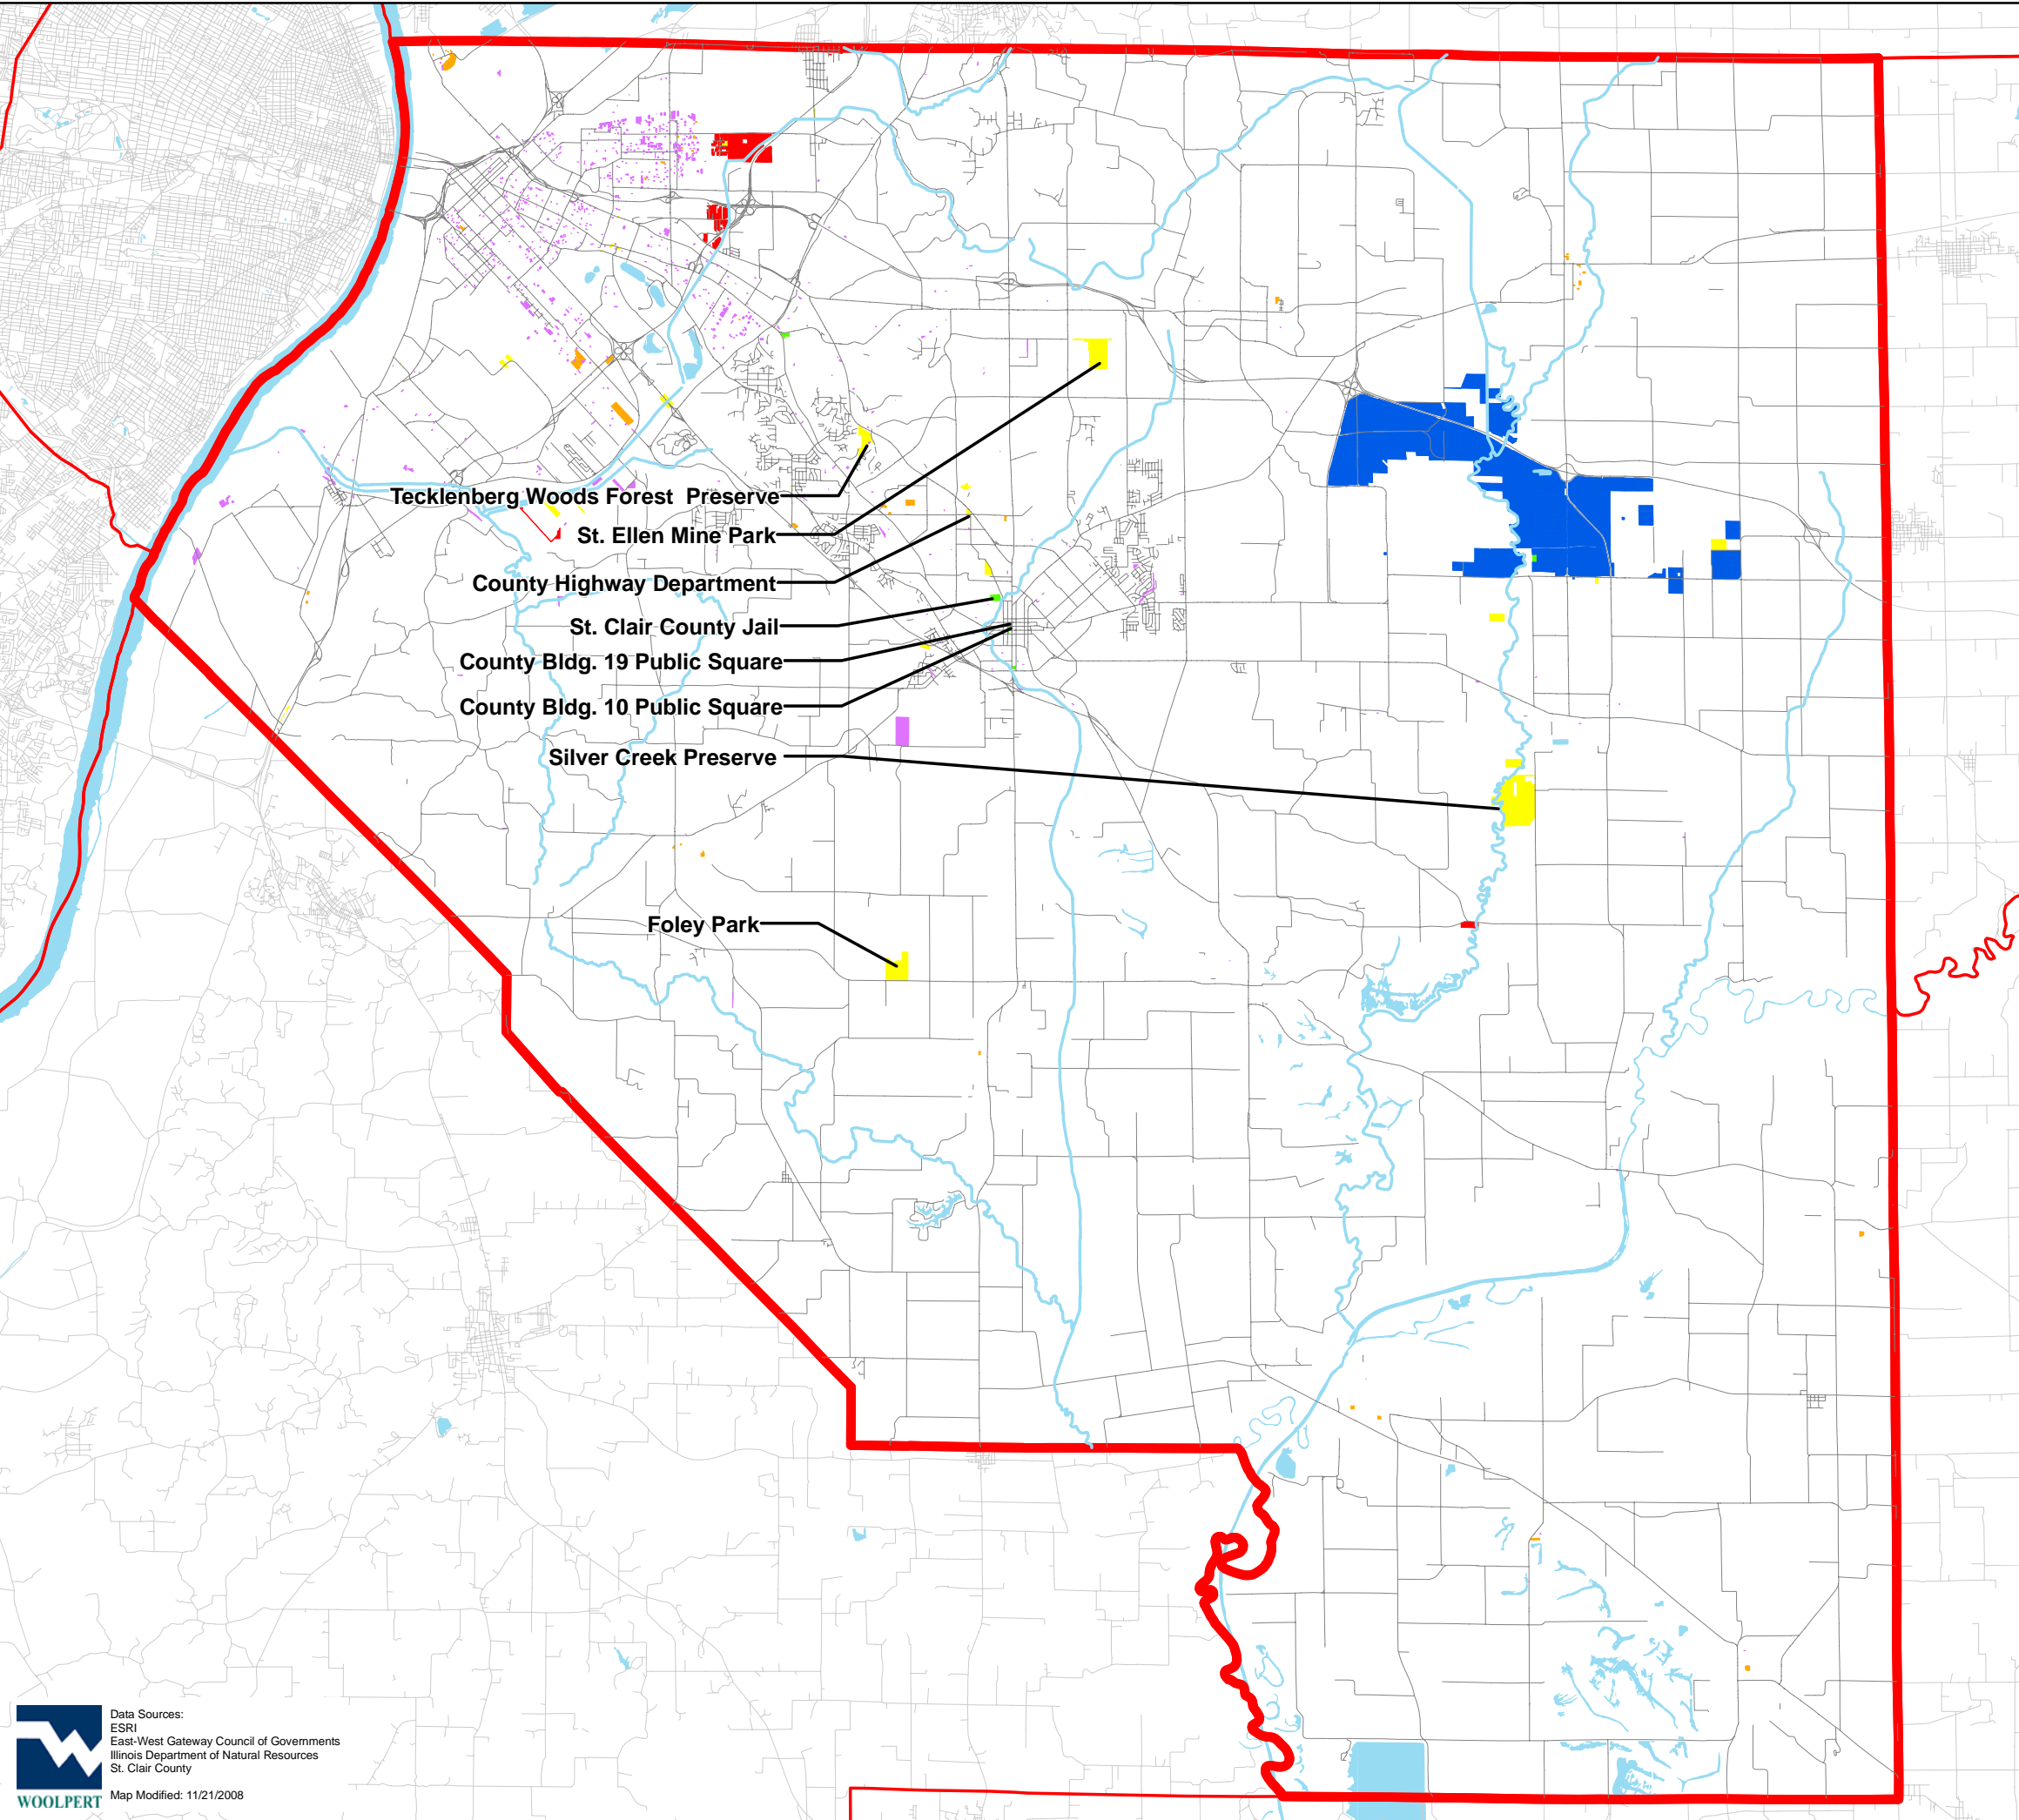 Tecklenberg Woods Forest Preserve
St. Ellen Mine Park
County Highway Department
St. Clair County Jail
County Bldg. 19 Public Square
County Bldg. 10 Public Square
Silver Creek Preserve
Foley Park
Data Sources:
ESRI
East-West Gateway Council of Governments
Illinois Department of Natural Resources
St. Clair County
Map Modified: 11/21/2008
WOOLPERT